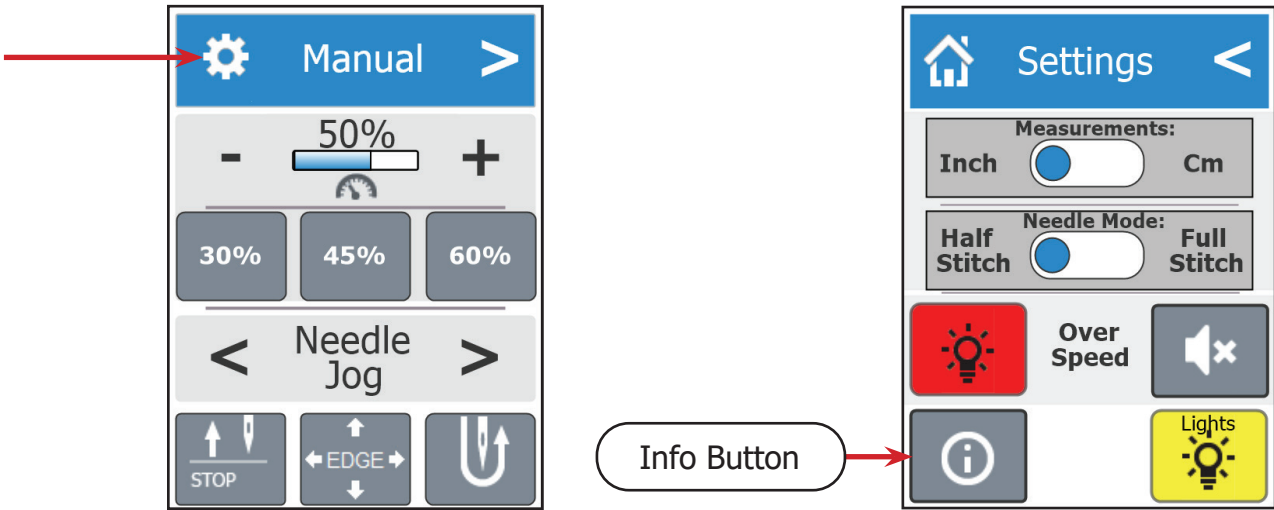 Manual >
50%
- +
30% 45% 60%
< Needle >
Jog
STOP
EDGE
Settings <
Measurements:
Inch Cm
Needle Mode:
Half Full
Stitch Stitch
Over
Speed
Info Button
i
Lights